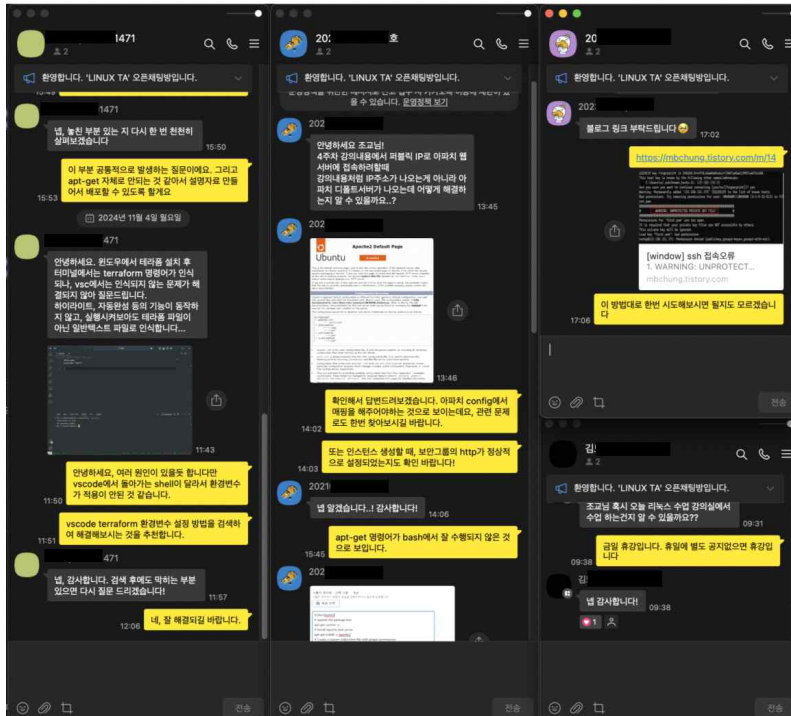 1471
2
환영합니다. 'LINUX TA' 오픈채팅방입니다.
15:49
1471
넵, 놓친 부분 있는 지 다시 한 번 천천히
살펴보겠습니다
15:50
이 부분 공통적으로 발생하는 질문이에요. 그리고
apt-get 자체로 안되는 것 같아서 설명자료 만들
어서 배포할 수 있도록 할게요
15:53
2024년 11월 4일 월요일
471
안녕하세요. 윈도우에서 테라폼 설치 후
터미널에서는 terraform 명령어가 인식
되나, vsc에서는 인식되지 않는 문제가 해
결되지 않아 질문드립니다.
하이라이트, 자동완성 등의 기능이 동작하
지 않고, 실행시켜보아도 테라폼 파일이
아닌 일반텍스트 파일로 인식합니다...
11:43
안녕하세요, 여러 원인이 있을듯 합니다만
vscode에서 돌아가는 shell이 달라서 환경변수
가 적용이 안된 것 같습니다.
11:50
vscode terraform 환경변수 설정 방법을 검색하
여 해결해보시는 것을 추천합니다.
11:51
471
넵, 감사합니다. 검색 후에도 막히는 부분
있으면 다시 질문 드리겠습니다!
11:57
네, 잘 해결되길 바랍니다.
12:06
전송
202
호
2
환영합니다. 'LINUX TA' 오픈채팅방입니다.
을 수 있습니다. 운영정책 보기
202
안녕하세요 조교님!
4주차 강의내용에서 퍼블릭 IP로 아파치 웹
서버에 접속하려할때
강의내용처럼 IP주소가 나오는게 아니라 아
파치 디폴트서버가 나오는데 어떻게 해결하
는지 알 수 있을까요..?
13:45
202
Apache2 Default Page
Ubuntu
13:46
확인해서 답변드려보겠습니다. 아파치 config에서
매핑을 해주어야하는 것으로 보이는데요, 관련 문제
로도 한번 찾아보시길 바랍니다.
14:02
또는 인스턴스 생성할 때, 보안그룹의 http가 정상적
으로 설정되었는지도 확인 바랍니다!
14:03
2021
넵 알겠습니다..! 감사합니다!
14:06
apt-get 명령어가 bash에서 잘 수행되지 않은 것
으로 보입니다.
15:45
202
전송
20
2
환영합니다. 'LINUX TA' 오픈채팅방입니다.
202
블로그 링크 부탁드립니다
17:02
https://mbchung.tistory.com/m/14
[window] ssh 접속오류
1. WARNING: UNPROTECT...
mbchung.tistory.com
이 방법대로 한번 시도해보시면 될지도 모르겠습니
다
17:06
전송
김
2
환영합니다. 'LINUX TA' 오픈채팅방입니다.
조교님 혹시 오늘 리눅스 수업 강의실에서
수업 하는건지 알 수 있을까요??
09:31
금일 휴강입니다. 휴일에 별도 공지없으면 휴강입
니다
09:38
김
넵 감사합니다!
09:38
1
전송